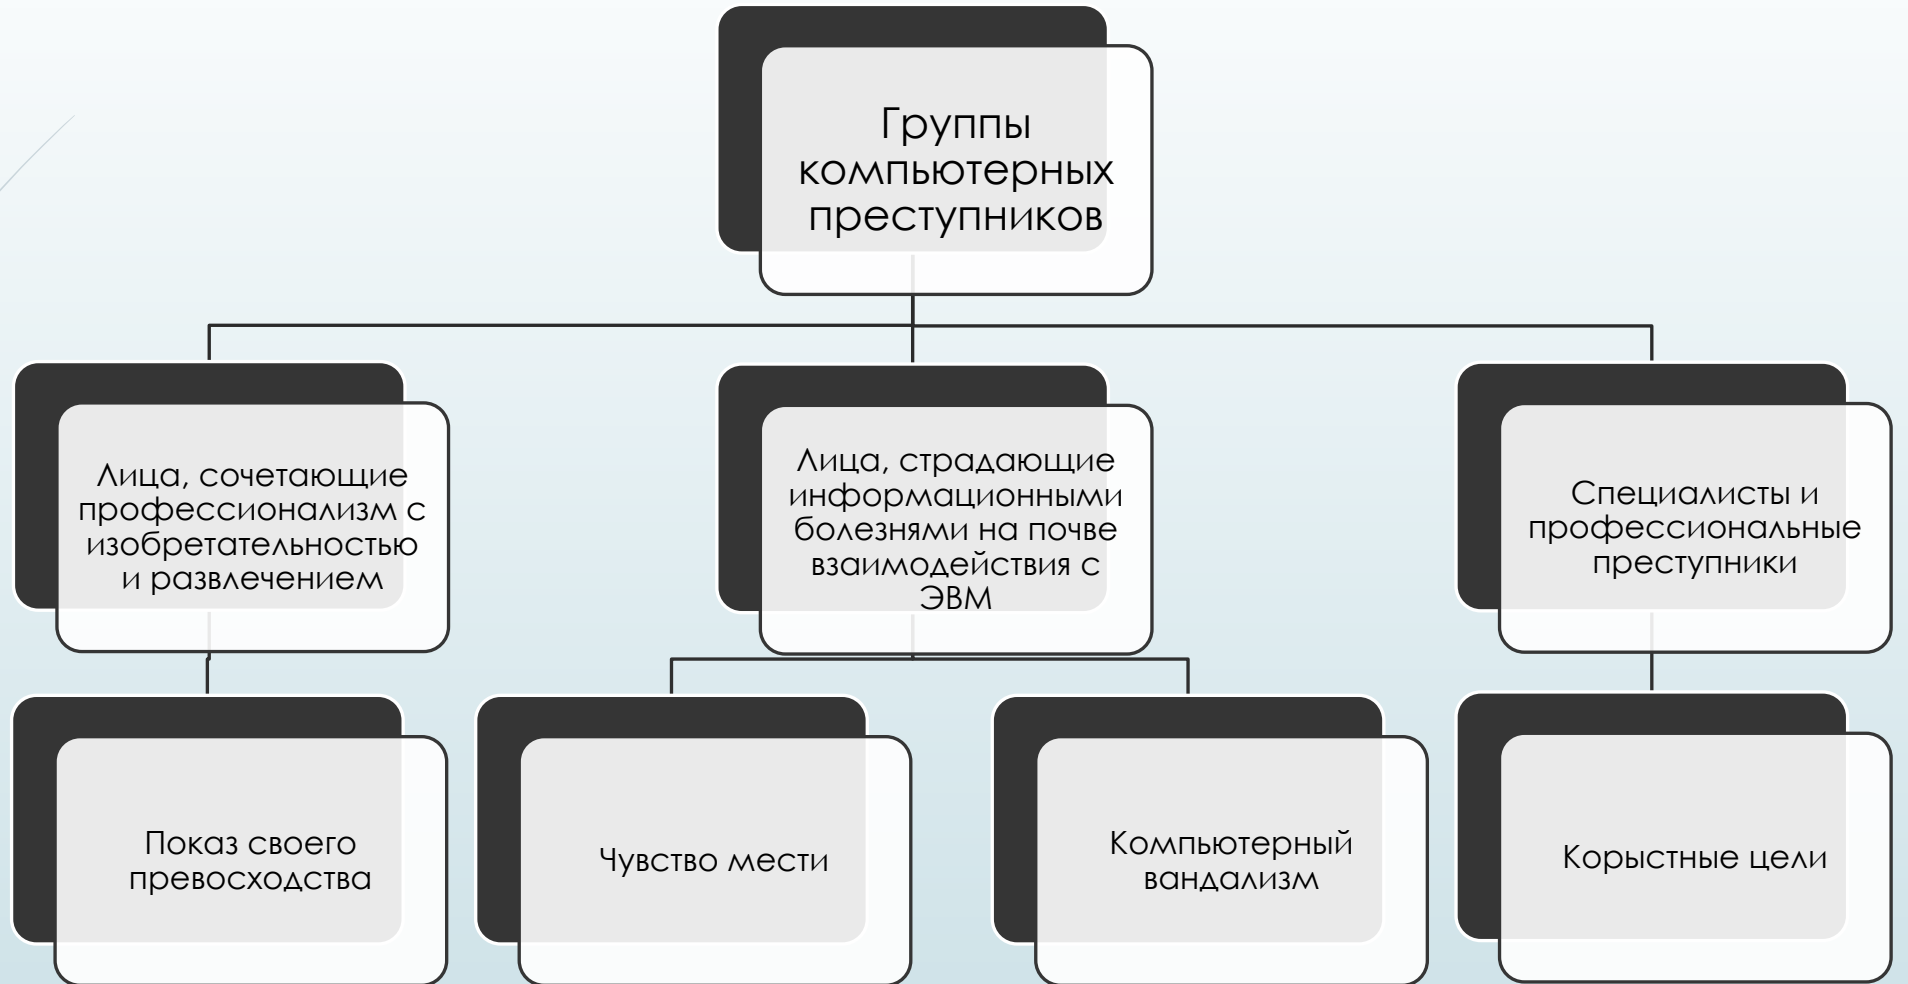 Группы
компьютерных
преступников
Лица, сочетающие
профессионализм с
изобретательностью
и развлечением
Лица, страдающие
информационными
болезнями на почве
взаимодействия с
ЭВМ
Специалисты и
профессиональные
преступники
Показ своего
превосходства
Чувство мести
Компьютерный
вандализм
Корыстные цели